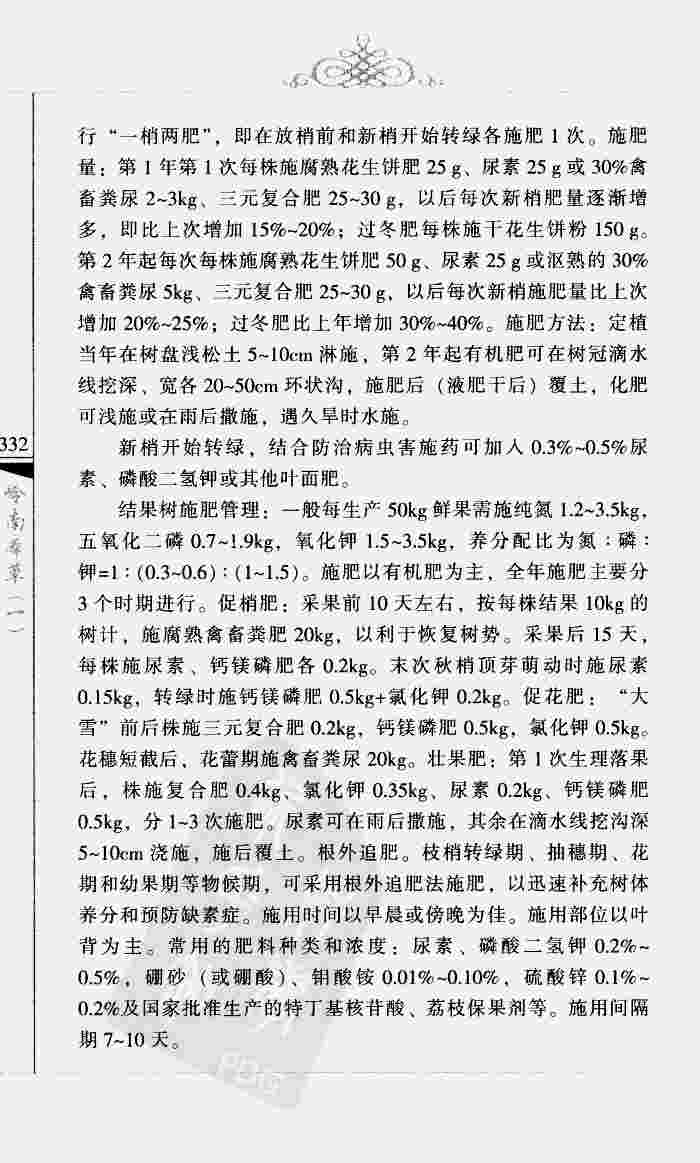 行“一梢两肥”，即在放梢前和新梢开始转绿各施肥 1 次。施肥
量：第 1 年第 1 次每株施腐熟花生饼肥 25 g、尿素 25 g 或 30%禽
畜粪尿 2~3kg、三元复合肥 25~30 g，以后每次新梢肥量逐渐增
多，即比上次增加 15%~20%；过冬肥每株施干花生饼粉 150 g。
第 2 年起每次每株施腐熟花生饼肥 50 g、尿素 25 g 或沤熟的 30%
禽畜粪尿 5kg、三元复合肥 25~30 g，以后每次新梢施肥量比上次
增加 20%~25%；过冬肥比上年增加 30%~40%。施肥方法：定植
当年在树盘浅松土 5~10cm 淋施，第 2 年起有机肥可在树冠滴水
线挖深、宽各 20~50cm 环状沟，施肥后（液肥干后）覆土，化肥
可浅施或在雨后撒施，遇久旱时水施。
新梢开始转绿，结合防治病虫害施药可加入 0.3%~0.5%尿
素、磷酸二氢钾或其他叶面肥。
结果树施肥管理：一般每生产 50kg 鲜果需施纯氮 1.2~3.5kg，
五氧化二磷 0.7~1.9kg，氧化钾 1.5~3.5kg，养分配比为氮：磷：
钾=1：(0.3~0.6)：(1~1.5)。施肥以有机肥为主，全年施肥主要分
3 个时期进行。促梢肥：采果前 10 天左右，按每株结果 10kg 的
树计，施腐熟禽畜粪肥 20kg，以利于恢复树势。采果后 15 天，
每株施尿素、钙镁磷肥各 0.2kg。末次秋梢顶芽萌动时施尿素
0.15kg，转绿时施钙镁磷肥 0.5kg+氯化钾 0.2kg。促花肥：“大
雪”前后株施三元复合肥 0.2kg，钙镁磷肥 0.5kg，氯化钾 0.5kg。
花穗短截后、花蕾期施禽畜粪尿 20kg。壮果肥：第 1 次生理落果
后，株施复合肥 0.4kg、氯化钾 0.35kg、尿素 0.2kg、钙镁磷肥
0.5kg，分 1~3 次施肥。尿素可在雨后撒施，其余在滴水线挖沟深
5~10cm 浇施，施后覆土。根外追肥。枝梢转绿期、抽穗期、花
期和幼果期等物候期，可采用根外追肥法施肥，以迅速补充树体
养分和预防缺素症。施用时间以早晨或傍晚为佳。施用部位以叶
背为主。常用的肥料种类和浓度：尿素、磷酸二氢钾 0.2%~
0.5%，硼砂（或硼酸）、钼酸铵 0.01%~0.10%，硫酸锌 0.1%~
0.2%及国家批准生产的特丁基核苷酸、荔枝保果剂等。施用间隔
期 7~10 天。
332
岭南春草（一）
PDG